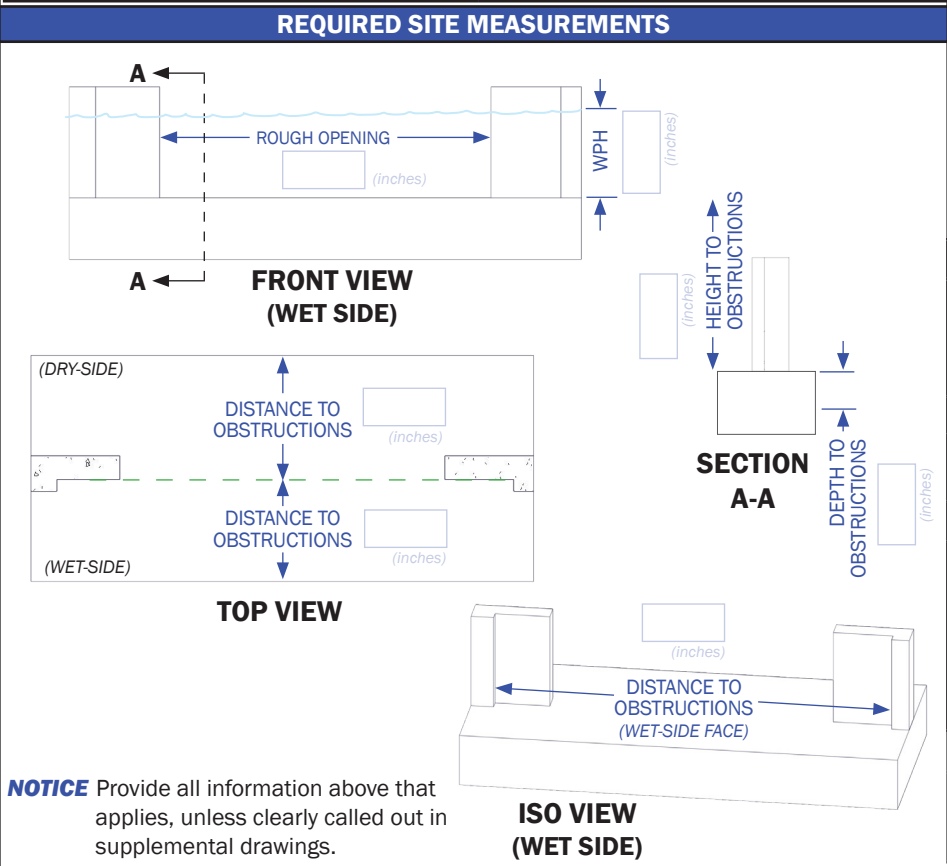 REQUIRED SITE MEASUREMENTS
A
ROUGH OPENING
(inches)
WPH
(inches)
A
FRONT VIEW
(WET SIDE)
HEIGHT TO
OBSTRUCTIONS
(inches)
SECTION
A-A
DEPTH TO
OBSTRUCTIONS
(inches)
(DRY-SIDE)
DISTANCE TO
OBSTRUCTIONS
(inches)
DISTANCE TO
OBSTRUCTIONS
(inches)
(WET-SIDE)
TOP VIEW
(inches)
DISTANCE TO
OBSTRUCTIONS
(WET-SIDE FACE)
ISO VIEW
(WET SIDE)
NOTICE Provide all information above that
applies, unless clearly called out in
supplemental drawings.